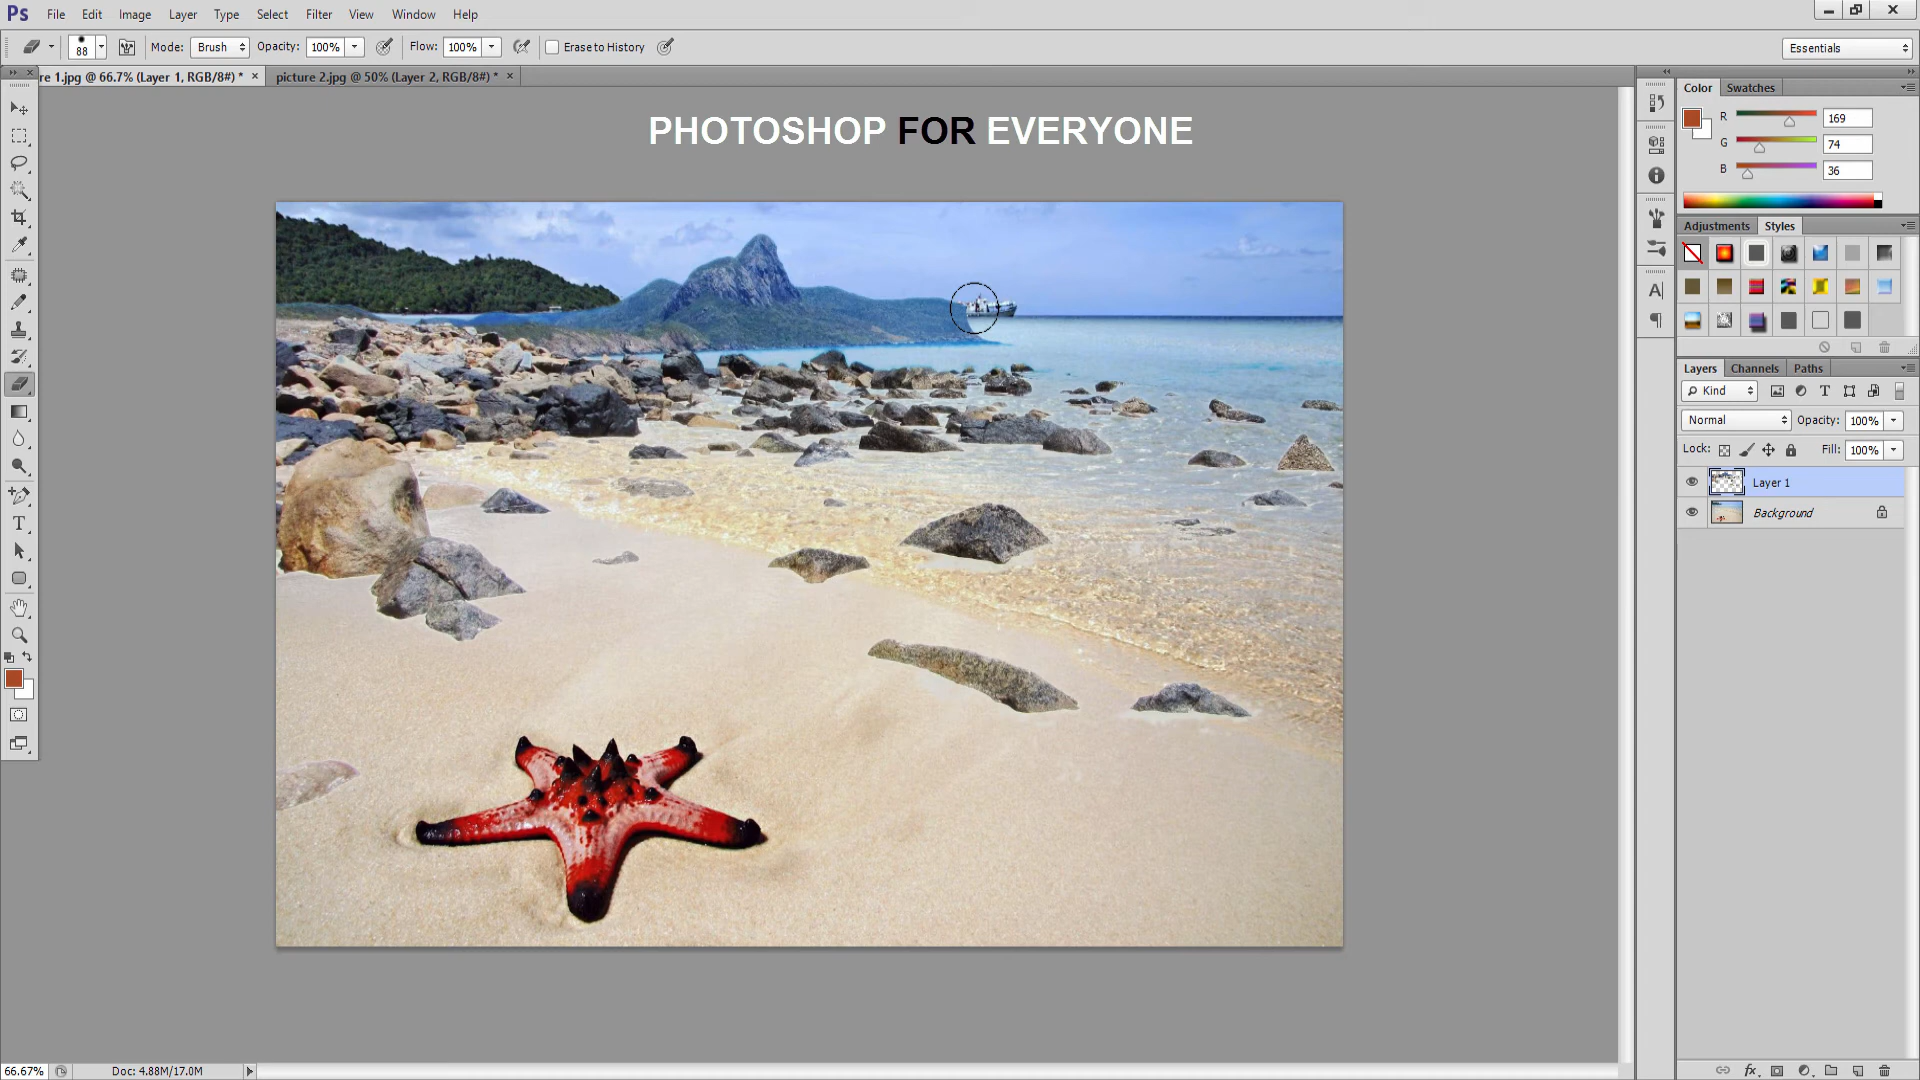 Ps File Edit Image Layer Type Select Filter View Window Help
88 Mode: Brush Opacity: 100% Flow: 100% Erase to History Essentials
re 1.jpg @ 66.7% (Layer 1, RGB/8#) * × picture 2.jpg @ 50% (Layer 2, RGB/8#) * ×
PHOTOSHOP FOR EVERYONE
Color Swatches
R 169
G 74
B 36
Adjustments Styles
Layers Channels Paths
Kind
Normal Opacity: 100%
Lock: Fill: 100%
Layer 1
Background
66.67% Doc: 4.88M/17.0M